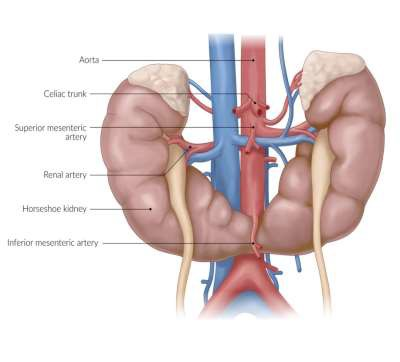 Aorta
Celiac trunk
Superior mesenteric
artery
Renal artery
Horseshoe kidney
Inferior mesenteric artery